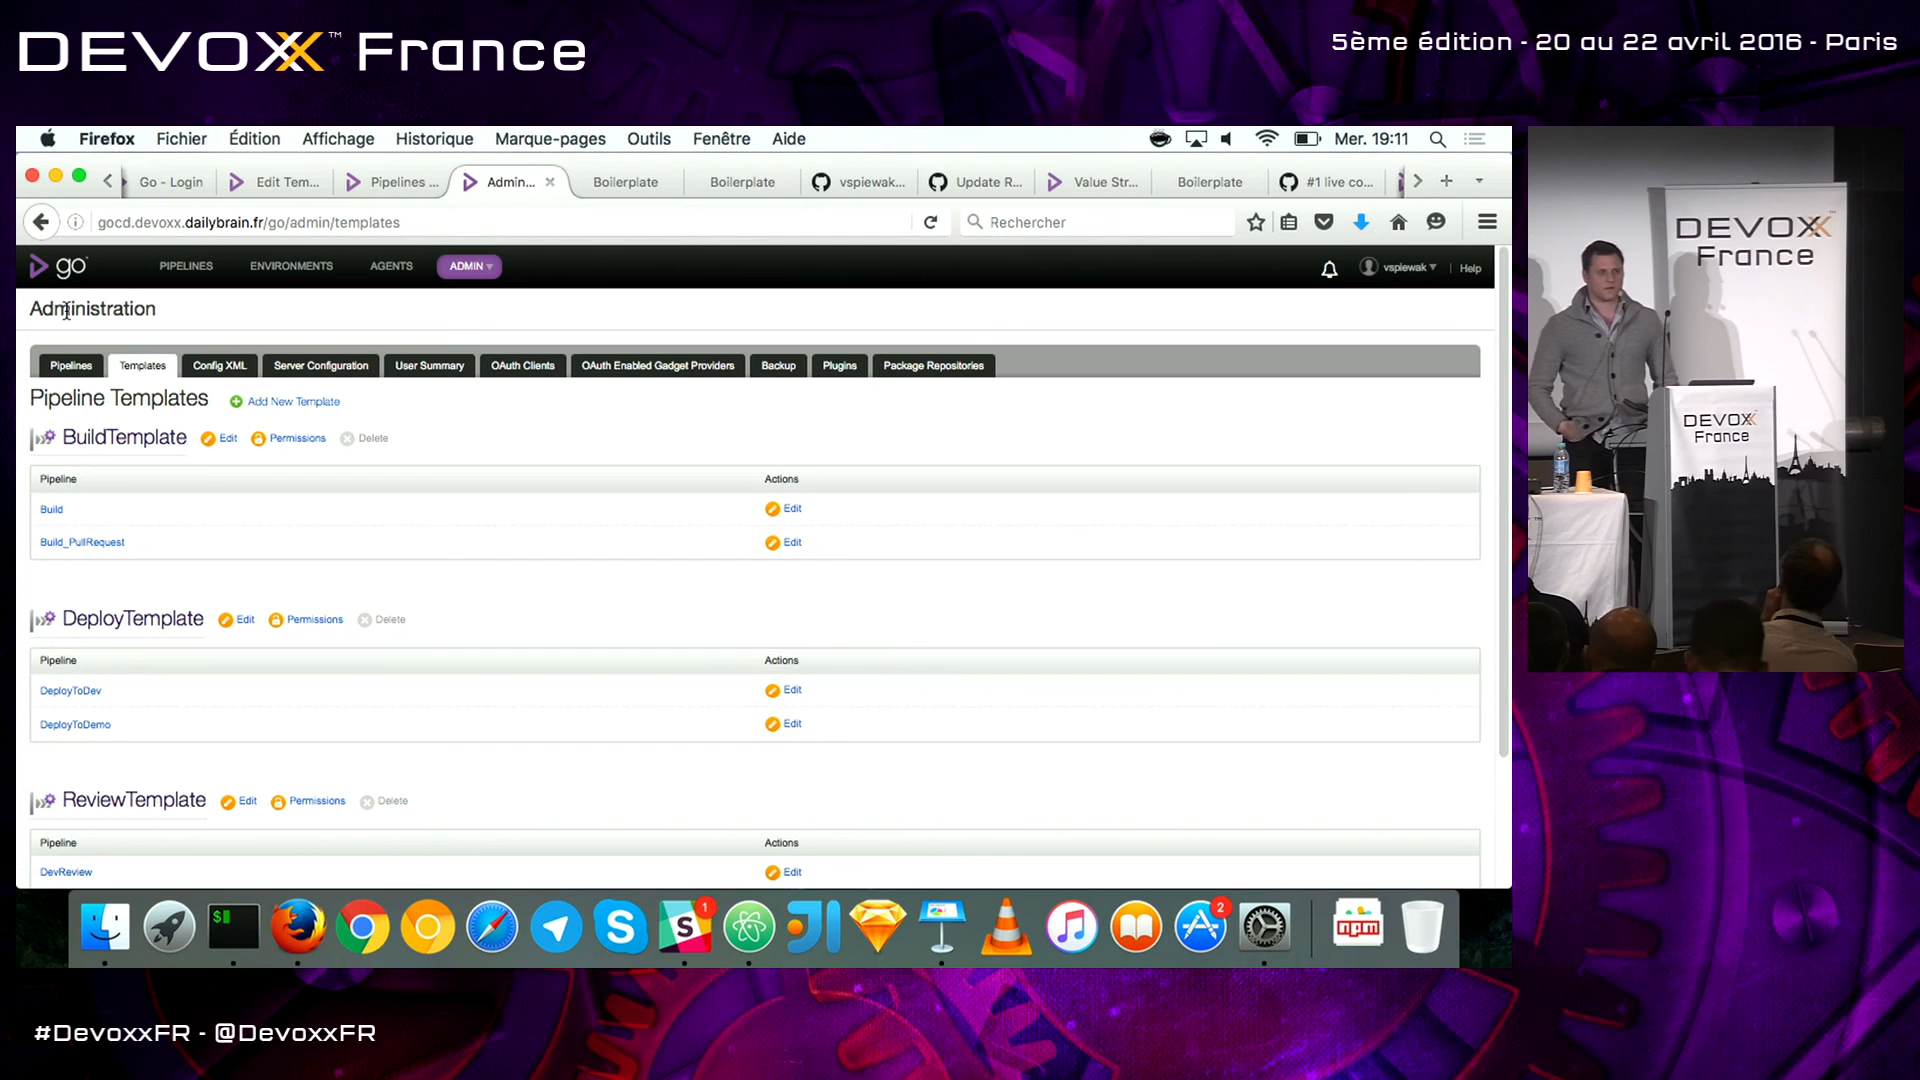 DEVOXX™ France
5ème édition - 20 au 22 avril 2016 - Paris
Firefox Fichier Édition Affichage Historique Marque-pages Outils Fenêtre Aide
Mer. 19:11
Go - Login
Edit Tem...
Pipelines ...
Admin...
Boilerplate
Boilerplate
vspiewak...
Update R...
Value Str...
Boilerplate
#1 live co...
gocd.devoxx.dailybrain.fr/go/admin/templates
Rechercher
go PIPELINES ENVIRONMENTS AGENTS ADMIN
vspiewak | Help
Administration
Pipelines Templates Config XML Server Configuration User Summary OAuth Clients OAuth Enabled Gadget Providers Backup Plugins Package Repositories
Pipeline Templates Add New Template
BuildTemplate Edit Permissions Delete
Pipeline Actions
Build Edit
Build_PullRequest Edit
DeployTemplate Edit Permissions Delete
Pipeline Actions
DeployToDev Edit
DeployToDemo Edit
ReviewTemplate Edit Permissions Delete
Pipeline Actions
DevReview Edit
$
1
2
npm
DEVOXX
France
DEVOXX
France
#DevoxxFR - @DevoxxFR